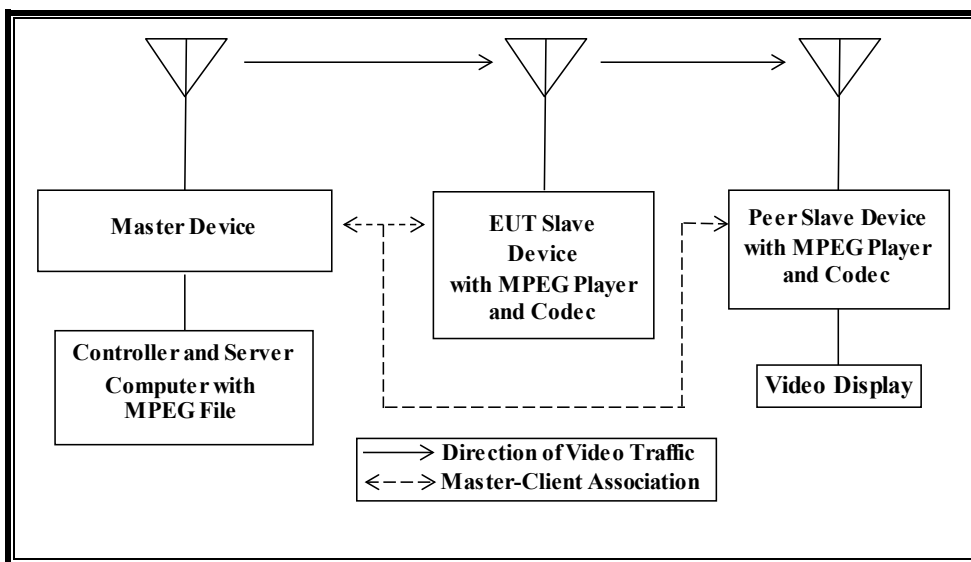 Master Device
Controller and Server
Computer with
MPEG File
EUT Slave
Device
with MPEG Player
and Codec
Peer Slave Device
with MPEG Player
and Codec
Video Display
Direction of Video Traffic
Master-Client Association